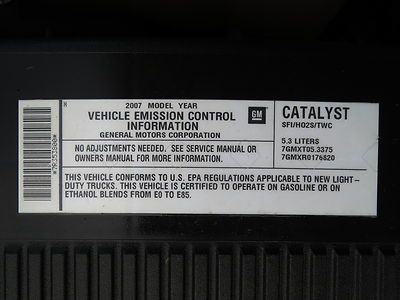 H
2007 MODEL YEAR
VEHICLE EMISSION CONTROL
INFORMATION
GENERAL MOTORS CORPORATION
GM
CATALYST
SFI/HO2S/TWC
NO ADJUSTMENTS NEEDED. SEE SERVICE MANUAL OR
OWNERS MANUAL FOR MORE INFORMATION.
5.3 LITERS
7GMXT05.3375
7GMXR0176820
THIS VEHICLE CONFORMS TO U.S. EPA REGULATIONS APPLICABLE TO NEW LIGHT-
DUTY TRUCKS. THIS VEHICLE IS CERTIFIED TO OPERATE ON GASOLINE OR ON
ETHANOL BLENDS FROM E0 TO E85.